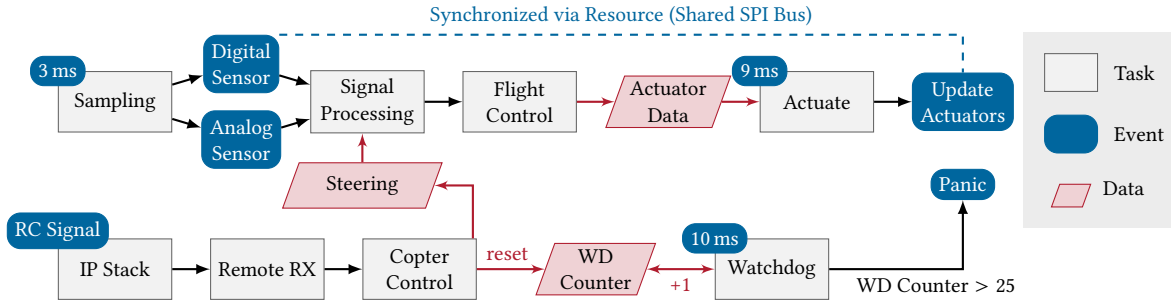 Synchronized via Resource (Shared SPI Bus)
3 ms
Sampling
Digital
Sensor
Analog
Sensor
Signal
Processing
Flight
Control
Actuator
Data
9 ms
Actuate
Update
Actuators
Task
Event
Data
Steering
Panic
RC Signal
IP Stack
Remote RX
Copter
Control
reset
WD
Counter
+1
10 ms
Watchdog
WD Counter > 25